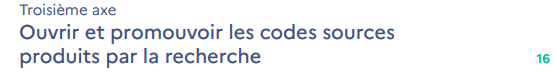 Troisième axe
Ouvrir et promouvoir les codes sources
produits par la recherche
16